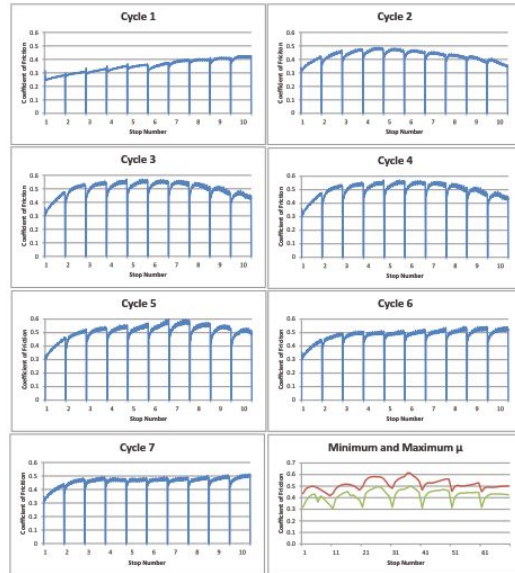 Cycle 1
Coefficient of Friction
0.6
0.5
0.4
0.3
0.2
0.1
0
1 2 3 4 5 6 7 8 9 10
Stop Number
Cycle 2
Coefficient of Friction
0.6
0.5
0.4
0.3
0.2
0.1
0
1 2 3 4 5 6 7 8 9 10
Stop Number
Cycle 3
Coefficient of Friction
0.6
0.5
0.4
0.3
0.2
0.1
0
1 2 3 4 5 6 7 8 9 10
Stop Number
Cycle 4
Coefficient of Friction
0.6
0.5
0.4
0.3
0.2
0.1
0
1 2 3 4 5 6 7 8 9 10
Stop Number
Cycle 5
Coefficient of Friction
0.6
0.5
0.4
0.3
0.2
0.1
0
1 2 3 4 5 6 7 8 9 10
Stop Number
Cycle 6
Coefficient of Friction
0.6
0.5
0.4
0.3
0.2
0.1
0
1 2 3 4 5 6 7 8 9 10
Stop Number
Cycle 7
Coefficient of Friction
0.6
0.5
0.4
0.3
0.2
0.1
0
1 2 3 4 5 6 7 8 9 10
Stop Number
Minimum and Maximum μ
Coefficient of Friction
0.7
0.6
0.5
0.4
0.3
0.2
0.1
0.0
1 11 21 31 41 51 61
Stop Number